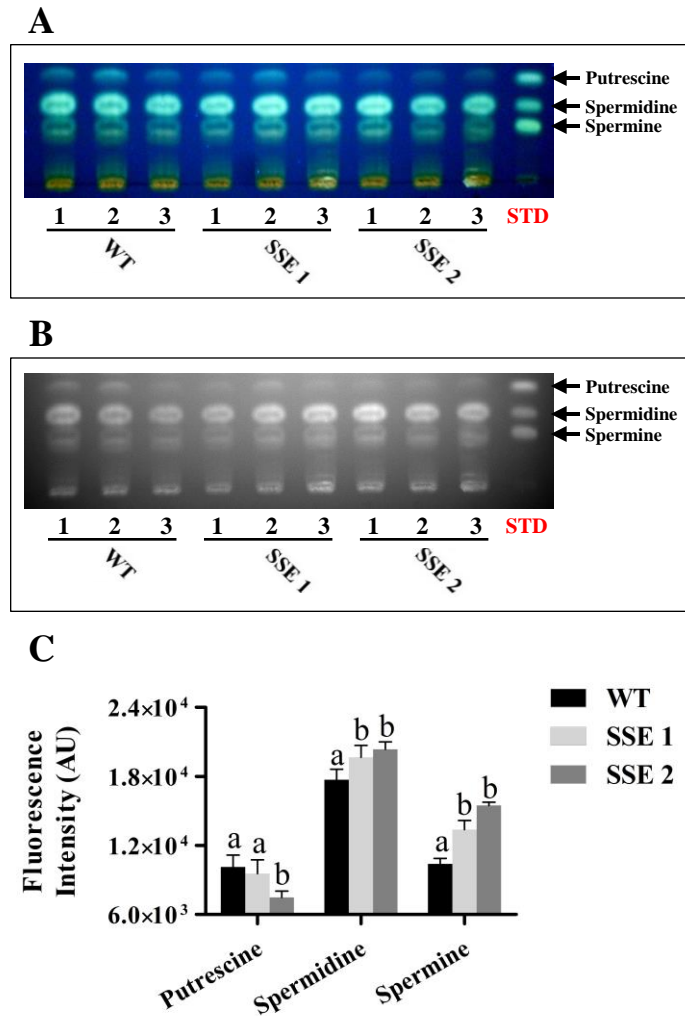 A
Putrescine
Spermidine
Spermine
1 2 3 1 2 3 1 2 3 STD
WT SSE 1 SSE 2
B
Putrescine
Spermidine
Spermine
1 2 3 1 2 3 1 2 3 STD
WT SSE 1 SSE 2
C
Fluorescence
Intensity (AU)
2.4×10⁴
1.8×10⁴
1.2×10⁴
6.0×10³
a a b
a b b
a b b
Putrescine
Spermidine
Spermine
WT
SSE 1
SSE 2